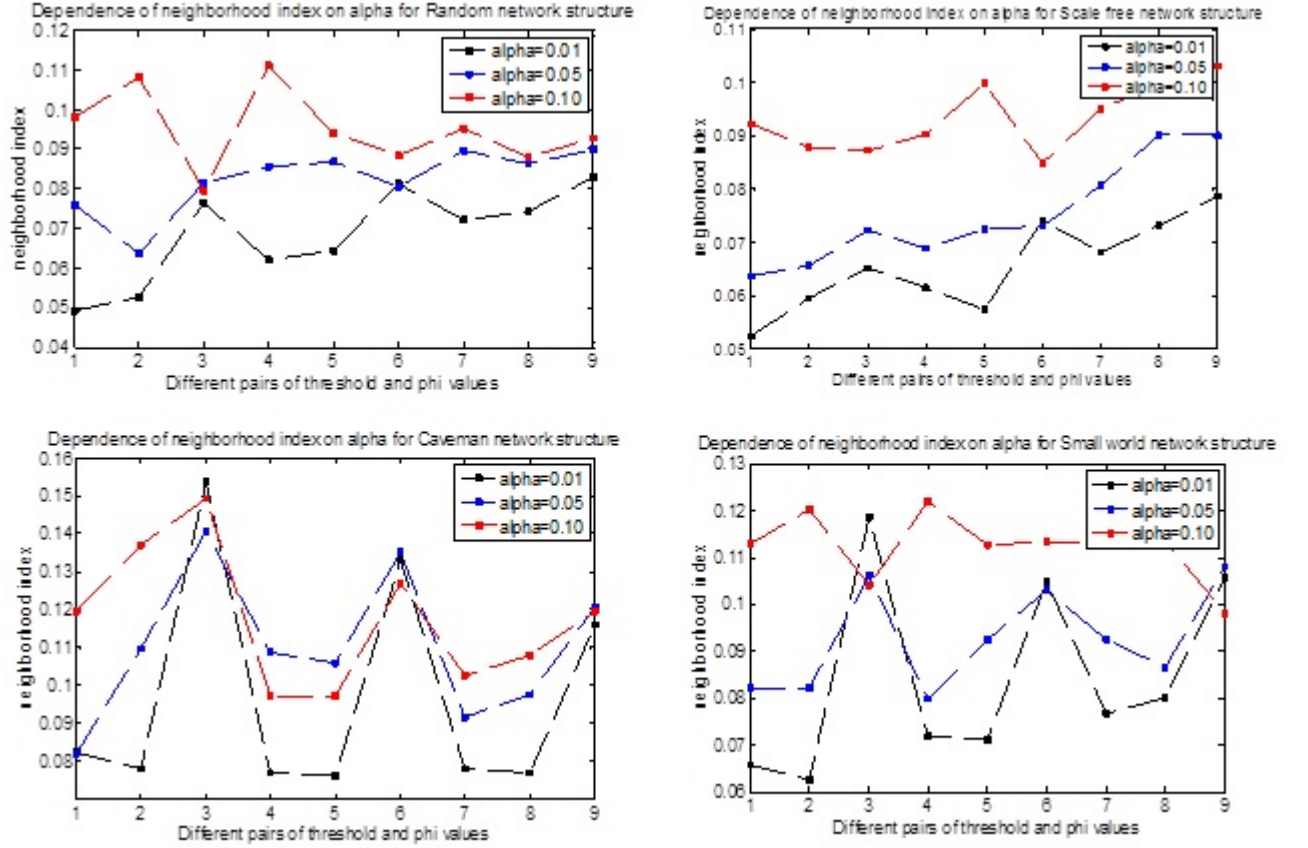 Dependence of neighborhood index on alpha for Random network structure
0.12
0.11
0.1
0.09
0.08
0.07
0.06
0.05
0.04
neighborhood index
alpha=0.01
alpha=0.05
alpha=0.10
1 2 3 4 5 6 7 8 9
Different pairs of threshold and phi values
Dependence of neighborhood index on alpha for Scale free network structure
0.11
0.1
0.09
0.08
0.07
0.06
0.05
neighborhood index
alpha=0.01
alpha=0.05
alpha=0.10
1 2 3 4 5 6 7 8 9
Different pairs of threshold and phi values
Dependence of neighborhood index on alpha for Caveman network structure
0.16
0.15
0.14
0.13
0.12
0.11
0.1
0.09
0.08
neighborhood index
alpha=0.01
alpha=0.05
alpha=0.10
1 2 3 4 5 6 7 8 9
Different pairs of threshold and phi values
Dependence of neighborhood index on alpha for Small world network structure
0.13
0.12
0.11
0.1
0.09
0.08
0.07
0.06
neighborhood index
alpha=0.01
alpha=0.05
alpha=0.10
1 2 3 4 5 6 7 8 9
Different pairs of threshold and phi values